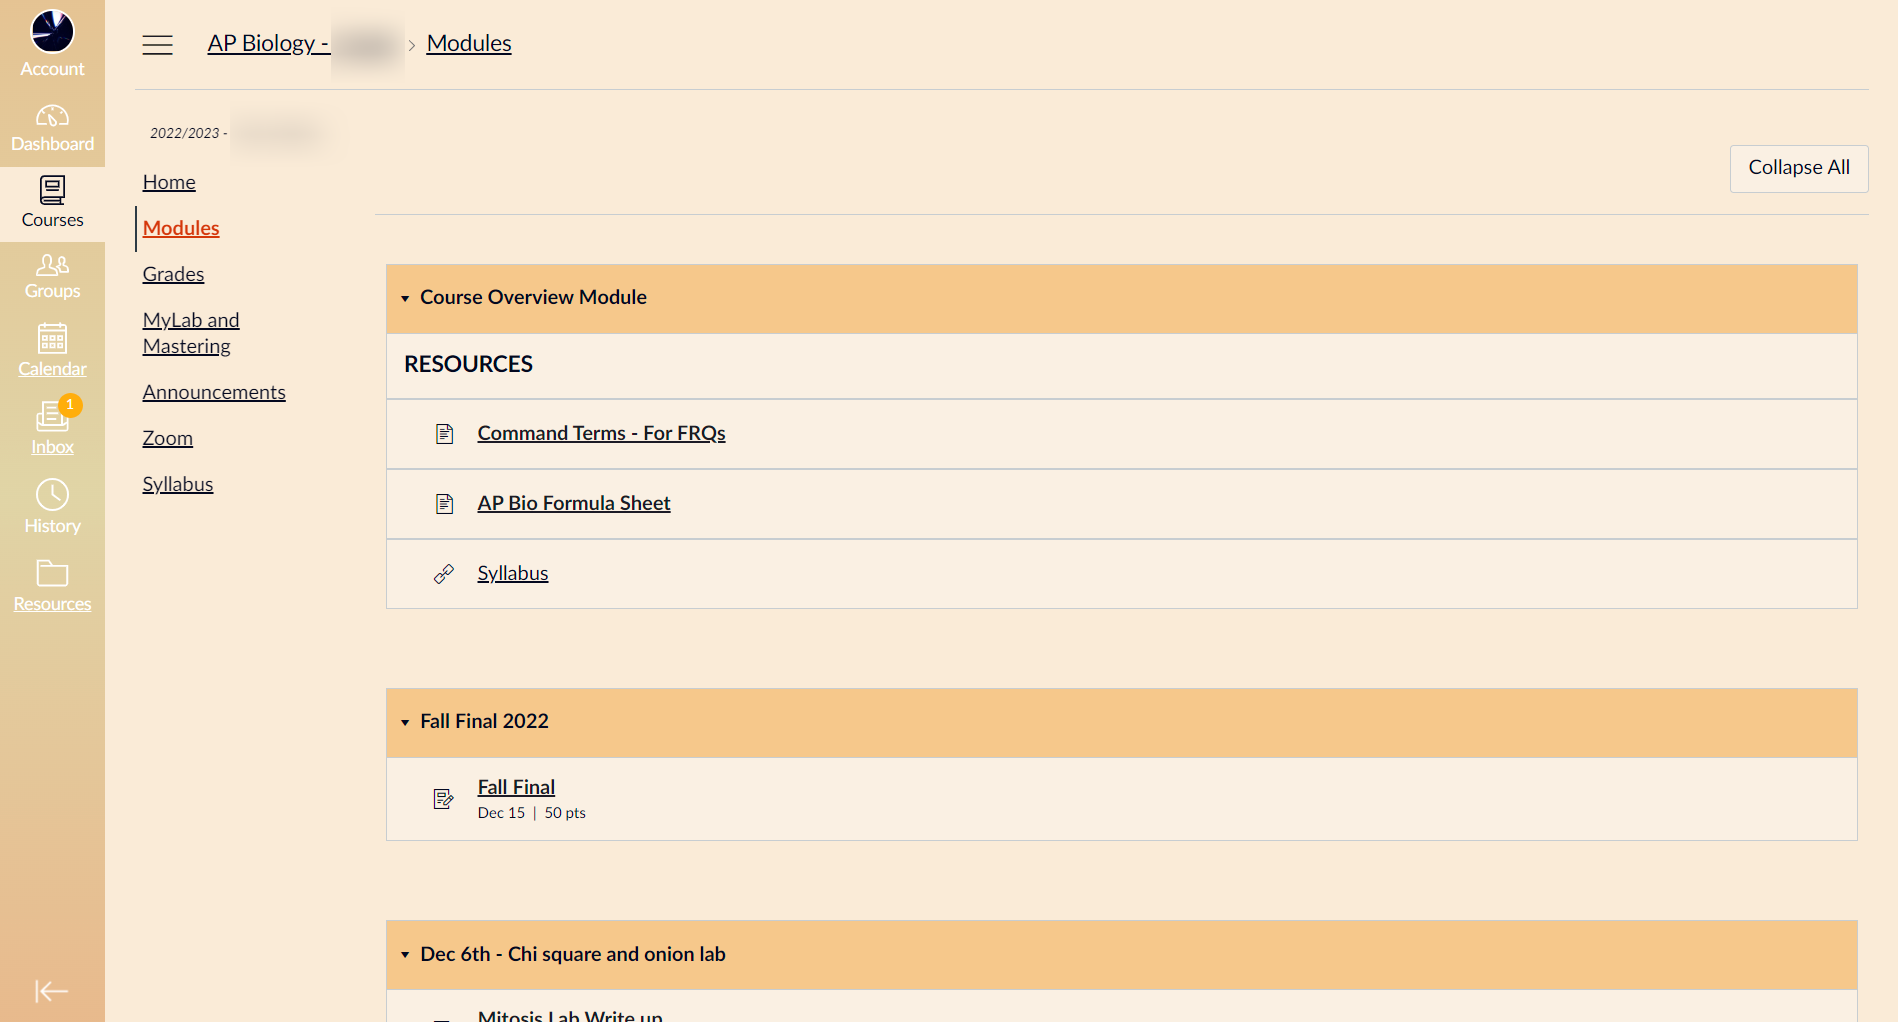 Account
Dashboard
Courses
Groups
Calendar
1
Inbox
History
Resources
AP Biology -
Modules
2022/2023 -
Home
Modules
Grades
MyLab and
Mastering
Announcements
Zoom
Syllabus
Collapse All
Course Overview Module
RESOURCES
Command Terms - For FRQs
AP Bio Formula Sheet
Syllabus
Fall Final 2022
Fall Final
Dec 15 | 50 pts
Dec 6th - Chi square and onion lab
Mitosis Lab Write up